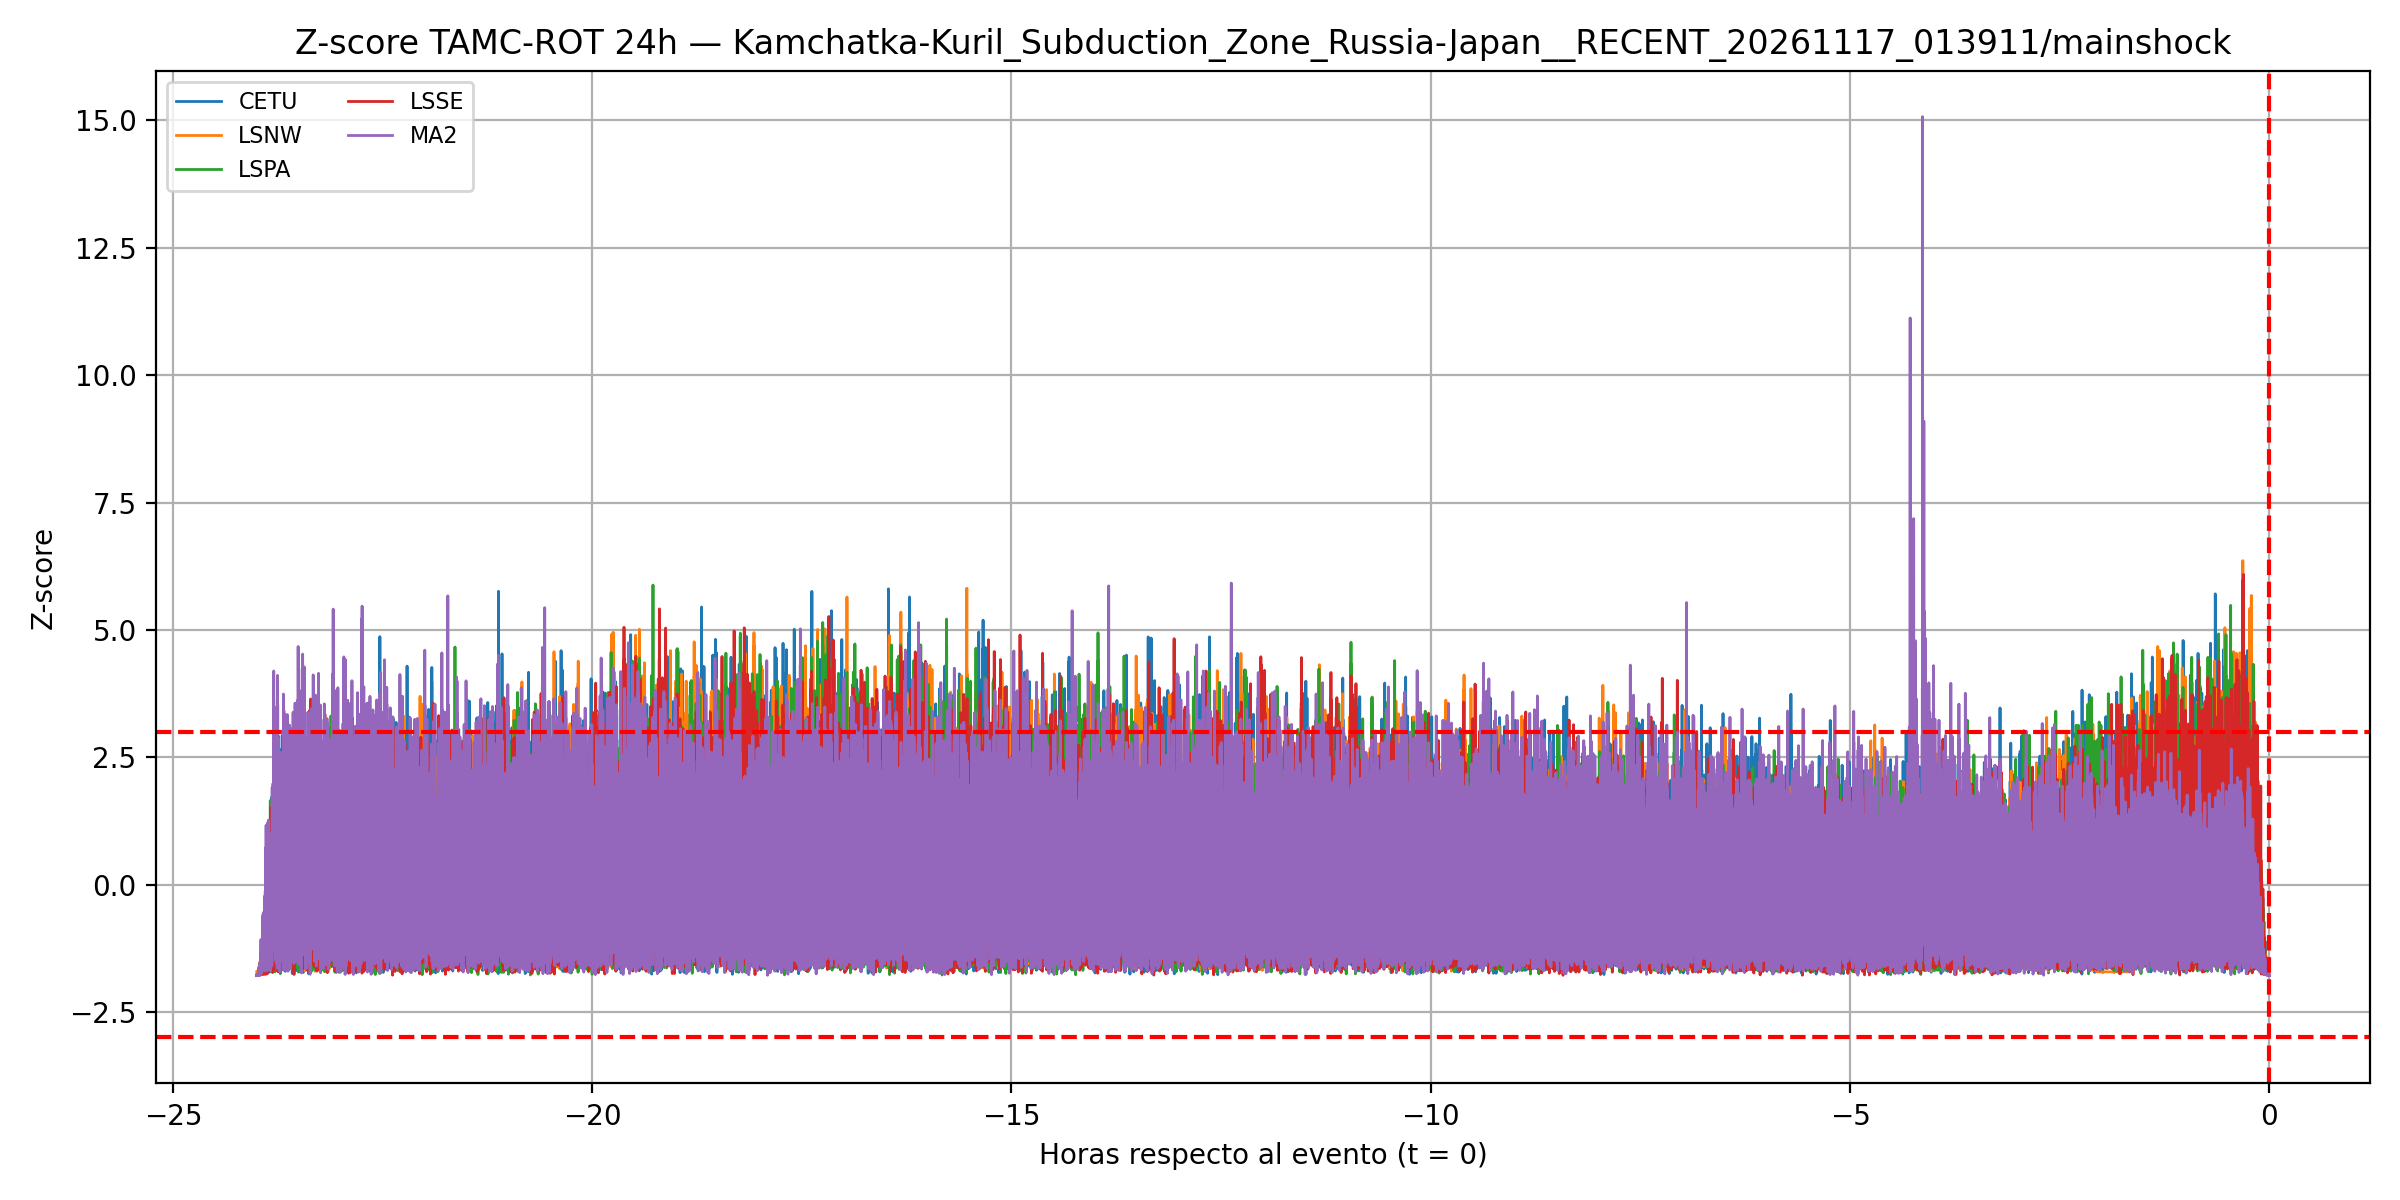 Z-score TAMC-ROT 24h — Kamchatka-Kuril_Subduction_Zone_Russia-Japan__RECENT_20261117_013911/mainshock
CETU
LSNW
LSPA
LSSE
MA2
15.0
12.5
10.0
7.5
5.0
2.5
0.0
−2.5
Z-score
−25
−20
−15
−10
−5
0
Horas respecto al evento (t = 0)